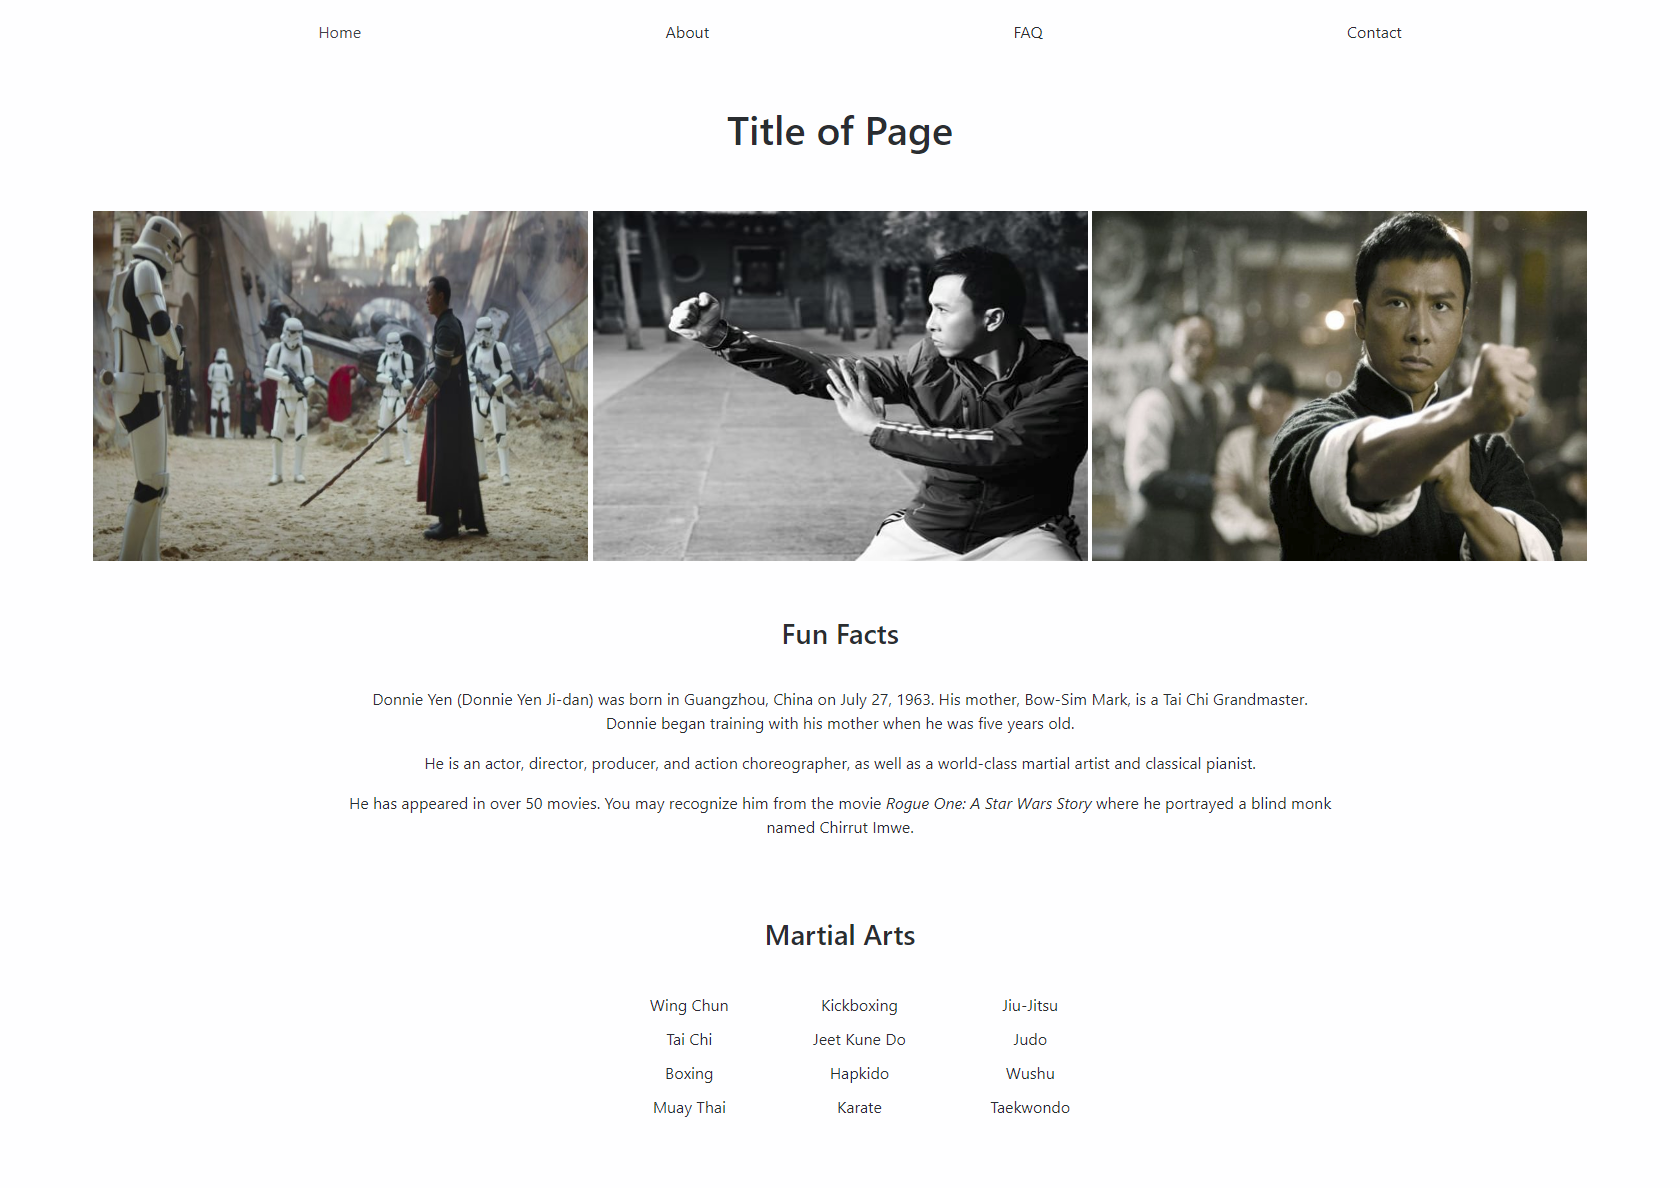 Home About FAQ Contact
Title of Page
Fun Facts
Donnie Yen (Donnie Yen Ji-dan) was born in Guangzhou, China on July 27, 1963. His mother, Bow-Sim Mark, is a Tai Chi Grandmaster.
Donnie began training with his mother when he was five years old.
He is an actor, director, producer, and action choreographer, as well as a world-class martial artist and classical pianist.
He has appeared in over 50 movies. You may recognize him from the movie Rogue One: A Star Wars Story where he portrayed a blind monk
named Chirrut Imwe.
Martial Arts
Wing Chun Kickboxing Jiu-Jitsu
Tai Chi Jeet Kune Do Judo
Boxing Hapkido Wushu
Muay Thai Karate Taekwondo